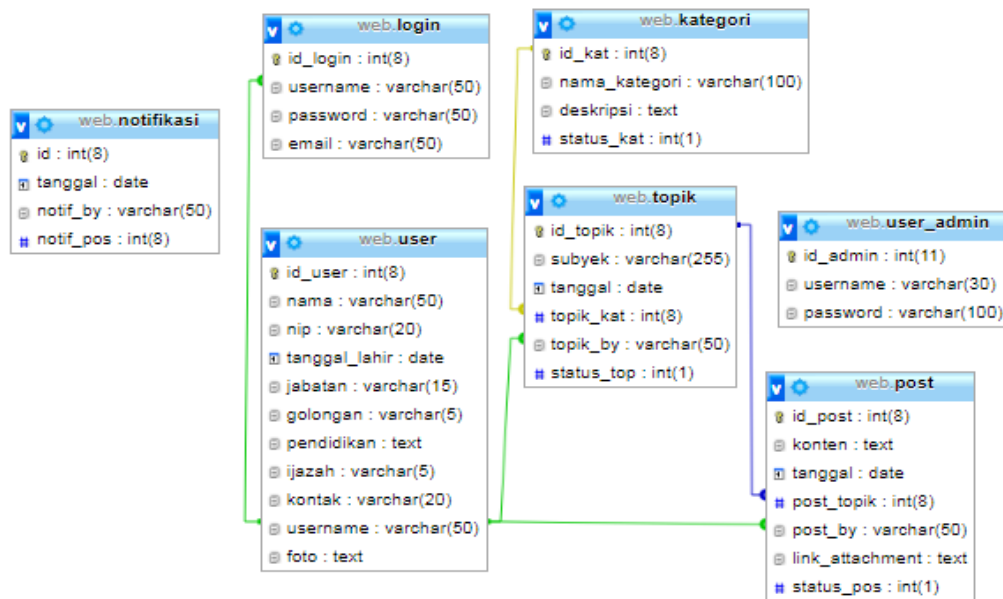 web.notifikasi
id : int(8)
tanggal : date
notif_by : varchar(50)
notif_pos : int(8)
web.login
id_login : int(8)
username : varchar(50)
password : varchar(50)
email : varchar(50)
web.user
id_user : int(8)
nama : varchar(50)
nip : varchar(20)
tanggal_lahir : date
jabatan : varchar(15)
golongan : varchar(5)
pendidikan : text
ijazah : varchar(5)
kontak : varchar(20)
username : varchar(50)
foto : text
web.kategori
id_kat : int(8)
nama_kategori : varchar(100)
deskripsi : text
status_kat : int(1)
web.topik
id_topik : int(8)
subyek : varchar(255)
tanggal : date
topik_kat : int(8)
topik_by : varchar(50)
status_top : int(1)
web.user_admin
id_admin : int(11)
username : varchar(30)
password : varchar(100)
web.post
id_post : int(8)
konten : text
tanggal : date
post_topik : int(8)
post_by : varchar(50)
link_attachment : text
status_pos : int(1)